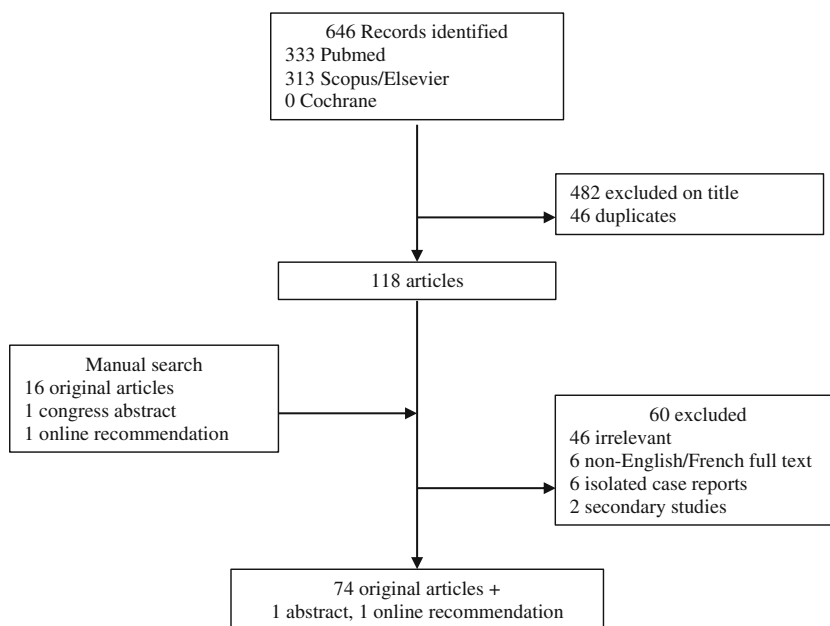 646 Records identified
333 Pubmed
313 Scopus/Elsevier
0 Cochrane
482 excluded on title
46 duplicates
118 articles
Manual search
16 original articles
1 congress abstract
1 online recommendation
60 excluded
46 irrelevant
6 non-English/French full text
6 isolated case reports
2 secondary studies
74 original articles +
1 abstract, 1 online recommendation